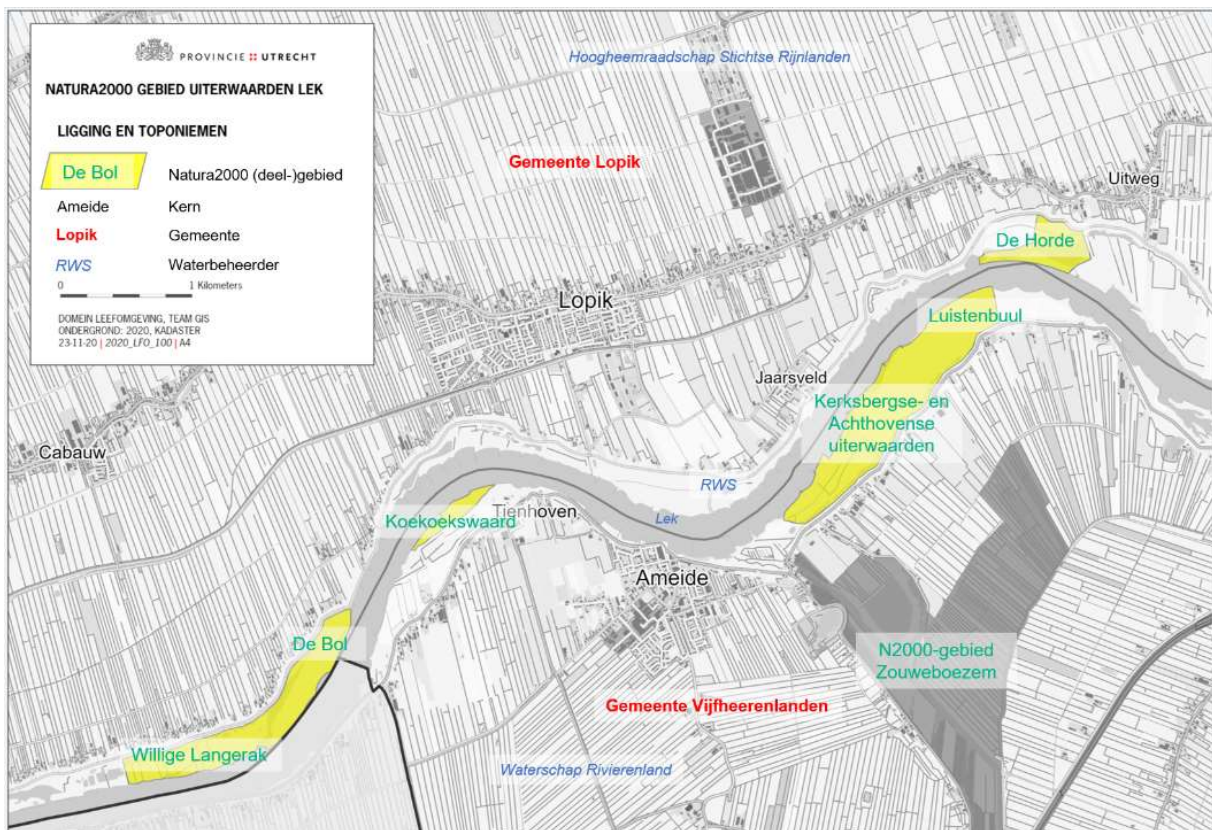 PROVINCIE :: UTRECHT
NATURA2000 GEBIED UITERWAARDEN LEK
LIGGING EN TOPONIEMEN
De Bol
Natura2000 (deel-)gebied
Ameide
Kern
Lopik
Gemeente
RWS
Waterbeheerder
0
1 Kilometers
DOMEIN LEEFOMGEVING, TEAM GIS
ONDERGROND: 2020, KADASTER
23-11-20 | 2020_LFO_100 | A4
Hoogheemraadschap Stichtse Rijnlanden
Gemeente Lopik
Uitweg
De Horde
Lopik
Luistenbuul
Jaarsveld
Kerksbergse- en
Achthovense
uiterwaarden
Cabauw
RWS
Koekoekswaard
Tienhoven
Lek
Ameide
De Bol
N2000-gebied
Zouweboezem
Gemeente Vijfheerenlanden
Willige Langerak
Waterschap Rivierenland